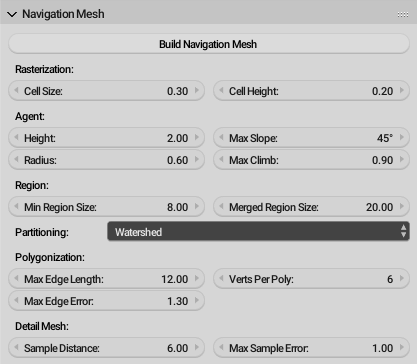 Navigation Mesh
Build Navigation Mesh
Rasterization:
Cell Size: 0.30 Cell Height: 0.20
Agent:
Height: 2.00 Max Slope: 45°
Radius: 0.60 Max Climb: 0.90
Region:
Min Region Size: 8.00 Merged Region Size: 20.00
Partitioning: Watershed
Polygonization:
Max Edge Length: 12.00 Verts Per Poly: 6
Max Edge Error: 1.30
Detail Mesh:
Sample Distance: 6.00 Max Sample Error: 1.00